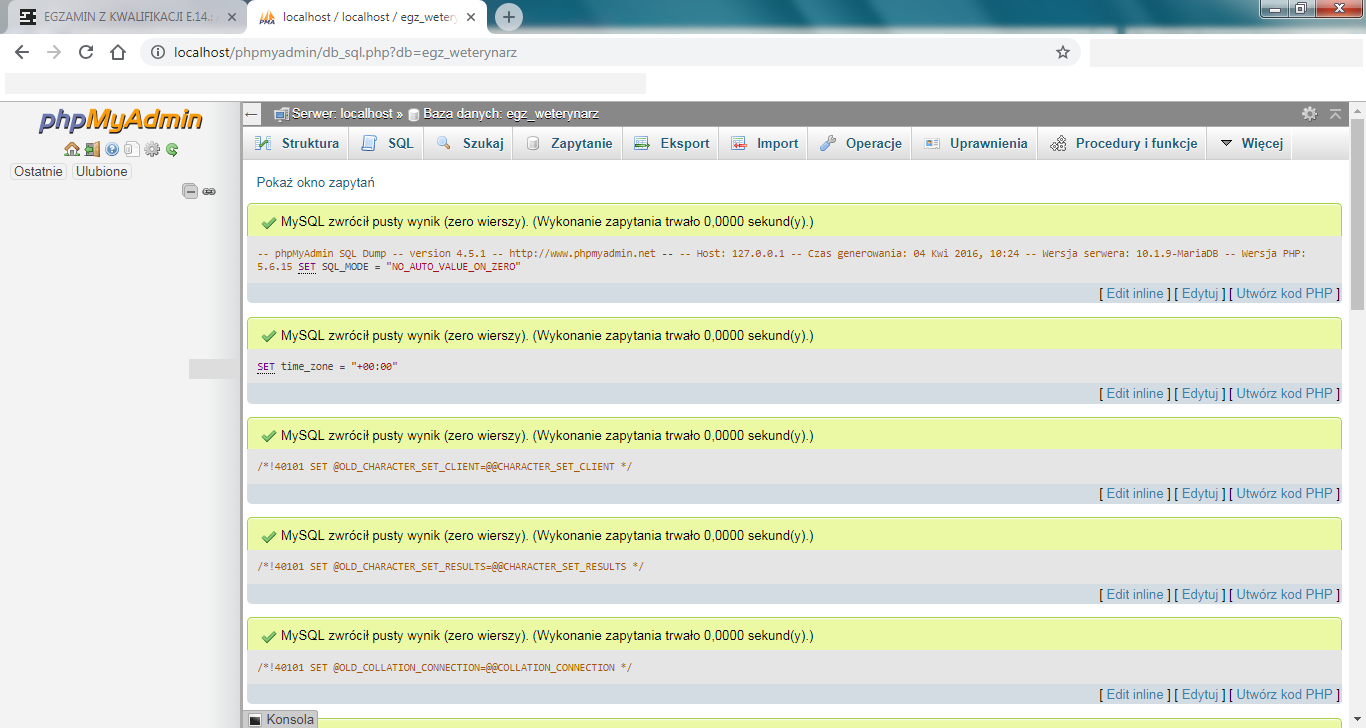 EGZAMIN Z KWALIFIKACJI E.14.
localhost / localhost / egz_wetery
localhost/phpmyadmin/db_sql.php?db=egz_weterynarz
phpMyAdmin
Ostatnie Ulubione
Serwer: localhost » Baza danych: egz_weterynarz
Struktura SQL Szukaj Zapytanie Eksport Import Operacje Uprawnienia Procedury i funkcje Więcej
Pokaż okno zapytań
MySQL zwrócił pusty wynik (zero wierszy). (Wykonanie zapytania trwało 0,0000 sekund(y).)
-- phpMyAdmin SQL Dump -- version 4.5.1 -- http://www.phpmyadmin.net -- -- Host: 127.0.0.1 -- Czas generowania: 04 Kwi 2016, 10:24 -- Wersja serwera: 10.1.9-MariaDB -- Wersja PHP:
5.6.15 SET SQL_MODE = "NO_AUTO_VALUE_ON_ZERO"
[ Edit inline ] [ Edytuj ] [ Utwórz kod PHP ]
MySQL zwrócił pusty wynik (zero wierszy). (Wykonanie zapytania trwało 0,0000 sekund(y).)
SET time_zone = "+00:00"
[ Edit inline ] [ Edytuj ] [ Utwórz kod PHP ]
MySQL zwrócił pusty wynik (zero wierszy). (Wykonanie zapytania trwało 0,0000 sekund(y).)
/*!40101 SET @OLD_CHARACTER_SET_CLIENT=@@CHARACTER_SET_CLIENT */
[ Edit inline ] [ Edytuj ] [ Utwórz kod PHP ]
MySQL zwrócił pusty wynik (zero wierszy). (Wykonanie zapytania trwało 0,0000 sekund(y).)
/*!40101 SET @OLD_CHARACTER_SET_RESULTS=@@CHARACTER_SET_RESULTS */
[ Edit inline ] [ Edytuj ] [ Utwórz kod PHP ]
MySQL zwrócił pusty wynik (zero wierszy). (Wykonanie zapytania trwało 0,0000 sekund(y).)
/*!40101 SET @OLD_COLLATION_CONNECTION=@@COLLATION_CONNECTION */
[ Edit inline ] [ Edytuj ] [ Utwórz kod PHP ]
Konsola